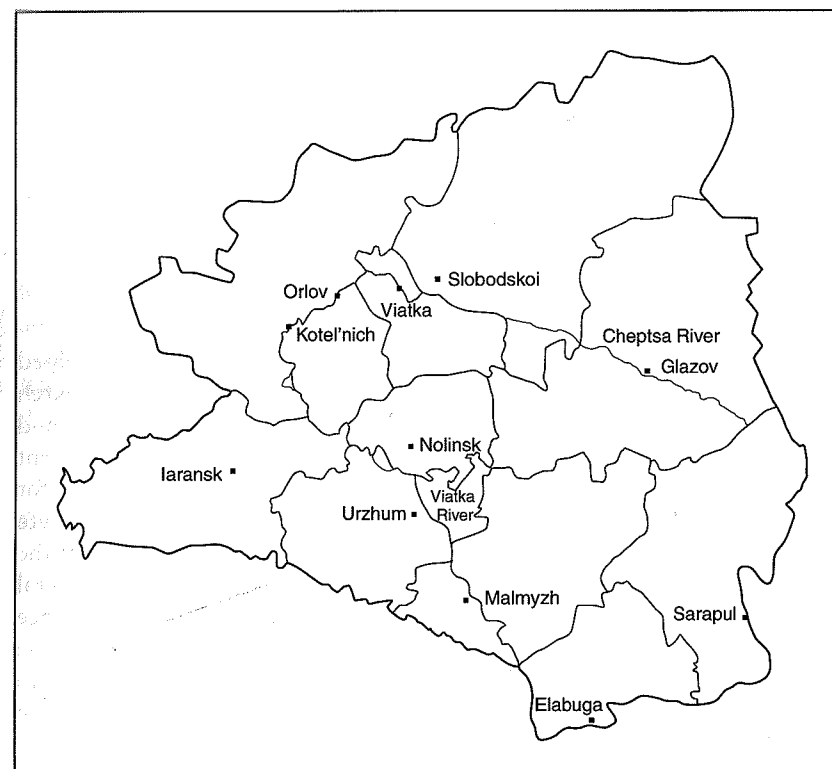 Slobodskoi
Orlov
Viatka
Kotel'nich
Cheptsa River
Glazov
Nolinsk
Iaransk
Viatka
River
Urzhum
Malmyzh
Sarapul
Elabuga